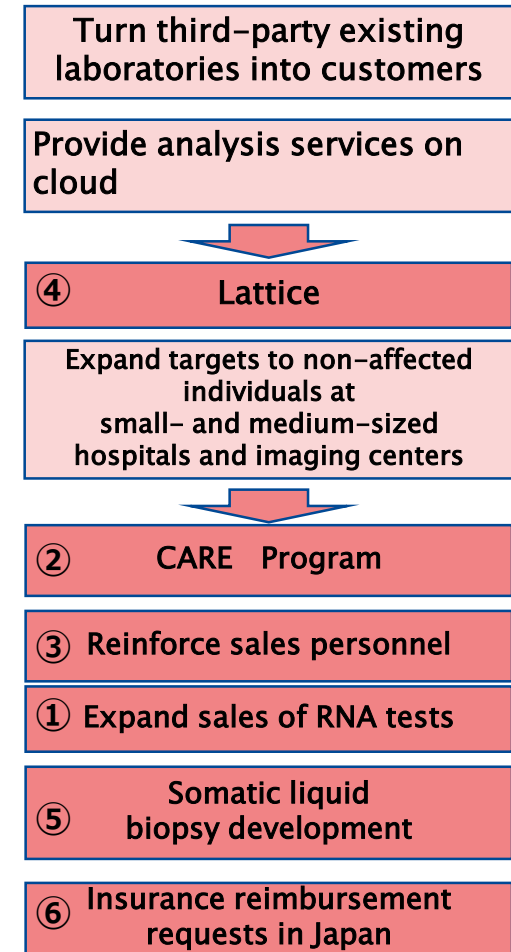 Turn third-party existing
laboratories into customers
Provide analysis services on
cloud
④ Lattice
Expand targets to non-affected
individuals at
small- and medium-sized
hospitals and imaging centers
② CARE Program
③ Reinforce sales personnel
① Expand sales of RNA tests
Somatic liquid
⑤ biopsy development
⑥ Insurance reimbursement
requests in Japan